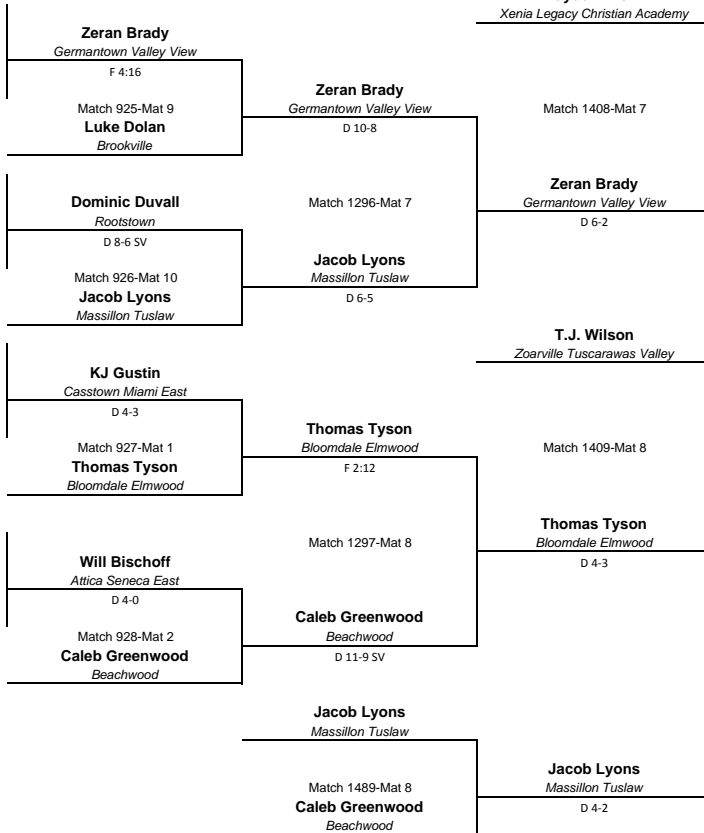 Xenia Legacy Christian Academy
Zeran Brady
Germantown Valley View
F 4:16
Match 925-Mat 9
Luke Dolan
Brookville
Zeran Brady
Germantown Valley View
D 10-8
Match 1408-Mat 7
Dominic Duvall
Rootstown
D 8-6 SV
Match 926-Mat 10
Jacob Lyons
Massillon Tuslaw
Match 1296-Mat 7
Jacob Lyons
Massillon Tuslaw
D 6-5
Zeran Brady
Germantown Valley View
D 6-2
T.J. Wilson
Zoarville Tuscarawas Valley
KJ Gustin
Casstown Miami East
D 4-3
Match 927-Mat 1
Thomas Tyson
Bloomdale Elmwood
Thomas Tyson
Bloomdale Elmwood
F 2:12
Match 1409-Mat 8
Match 1297-Mat 8
Thomas Tyson
Bloomdale Elmwood
D 4-3
Will Bischoff
Attica Seneca East
D 4-0
Match 928-Mat 2
Caleb Greenwood
Beachwood
Caleb Greenwood
Beachwood
D 11-9 SV
Jacob Lyons
Massillon Tuslaw
Match 1489-Mat 8
Caleb Greenwood
Beachwood
Jacob Lyons
Massillon Tuslaw
D 4-2